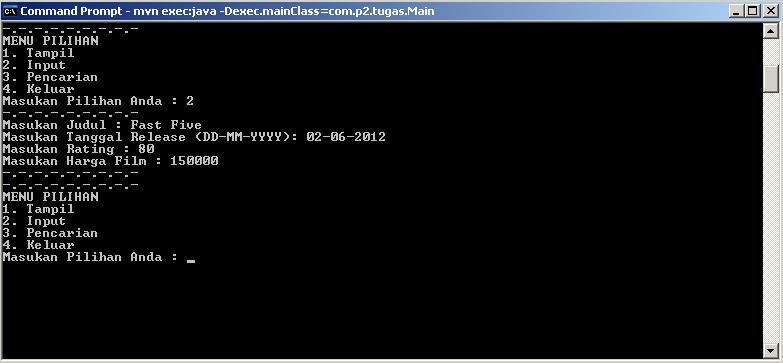 Command Prompt - mvn exec:java -Dexec.mainClass=com.p2.tugas.Main
-.-.-.-.-.-.-.-.-
MENU PILIHAN
1. Tampil
2. Input
3. Pencarian
4. Keluar
Masukan Pilihan Anda : 2
-.-.-.-.-.-.-.-.-
Masukan Judul : Fast Five
Masukan Tanggal Release (DD-MM-YYYY): 02-06-2012
Masukan Rating : 80
Masukan Harga Film : 150000
-.-.-.-.-.-.-.-.-
-.-.-.-.-.-.-.-.-
MENU PILIHAN
1. Tampil
2. Input
3. Pencarian
4. Keluar
Masukan Pilihan Anda : _